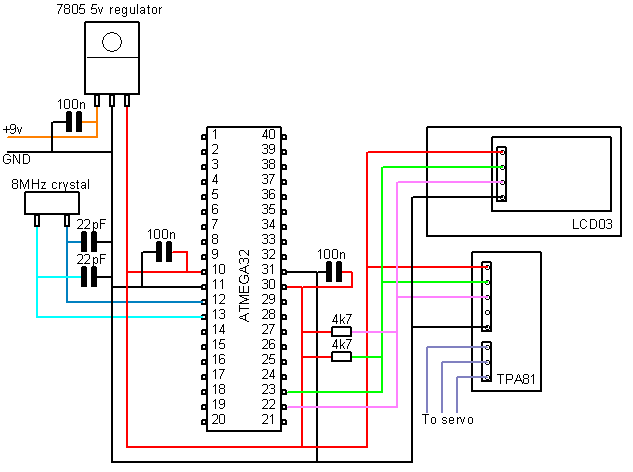 7805 5v regulator
100n
+9v
GND
8MHz crystal
22pF
22pF
100n
ATMEGA32
1 40
2 39
3 38
4 37
5 36
6 35
7 34
8 33
9 32
10 31
11 30
12 29
13 28
14 27
15 26
16 25
17 24
18 23
19 22
20 21
100n
4k7
4k7
LCD03
TPA81
To servo